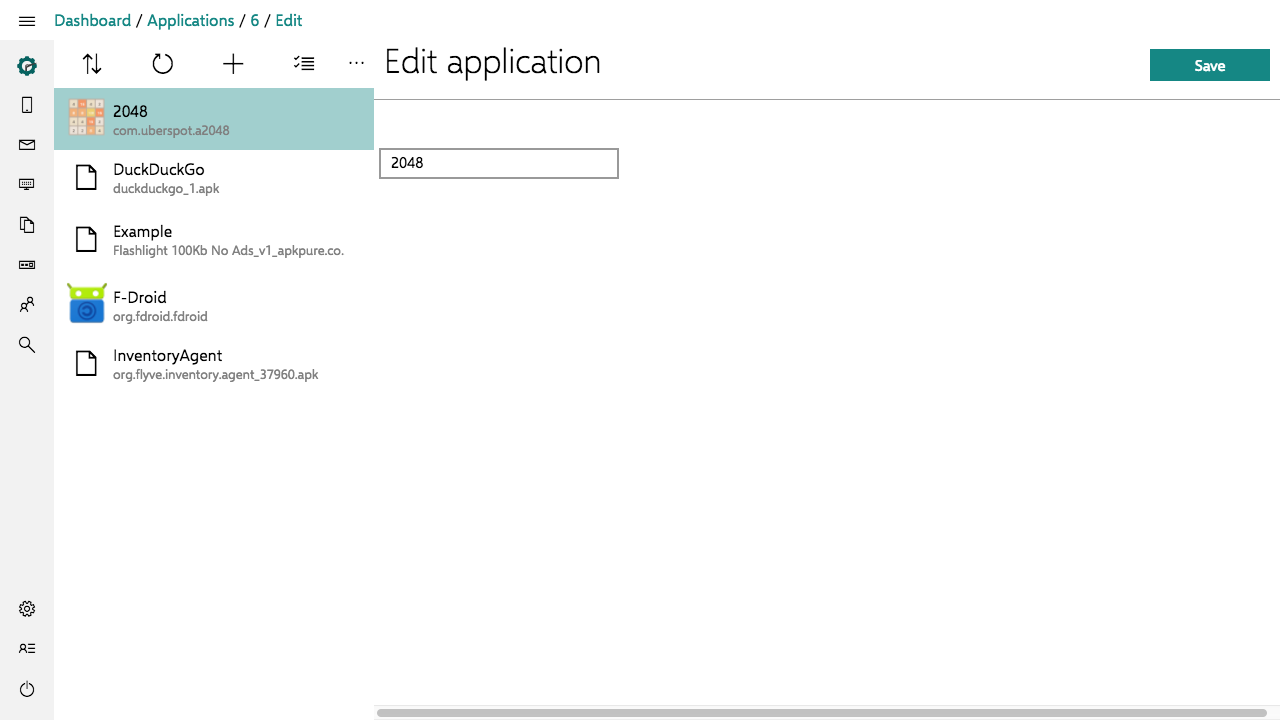 Dashboard / Applications / 6 / Edit
Edit application
Save
2048
com.uberspot.a2048
DuckDuckGo
duckduckgo_1.apk
Example
Flashlight 100Kb No Ads_v1_apkpure.co.
F-Droid
org.fdroid.fdroid
InventoryAgent
org.flyve.inventory.agent_37960.apk
2048